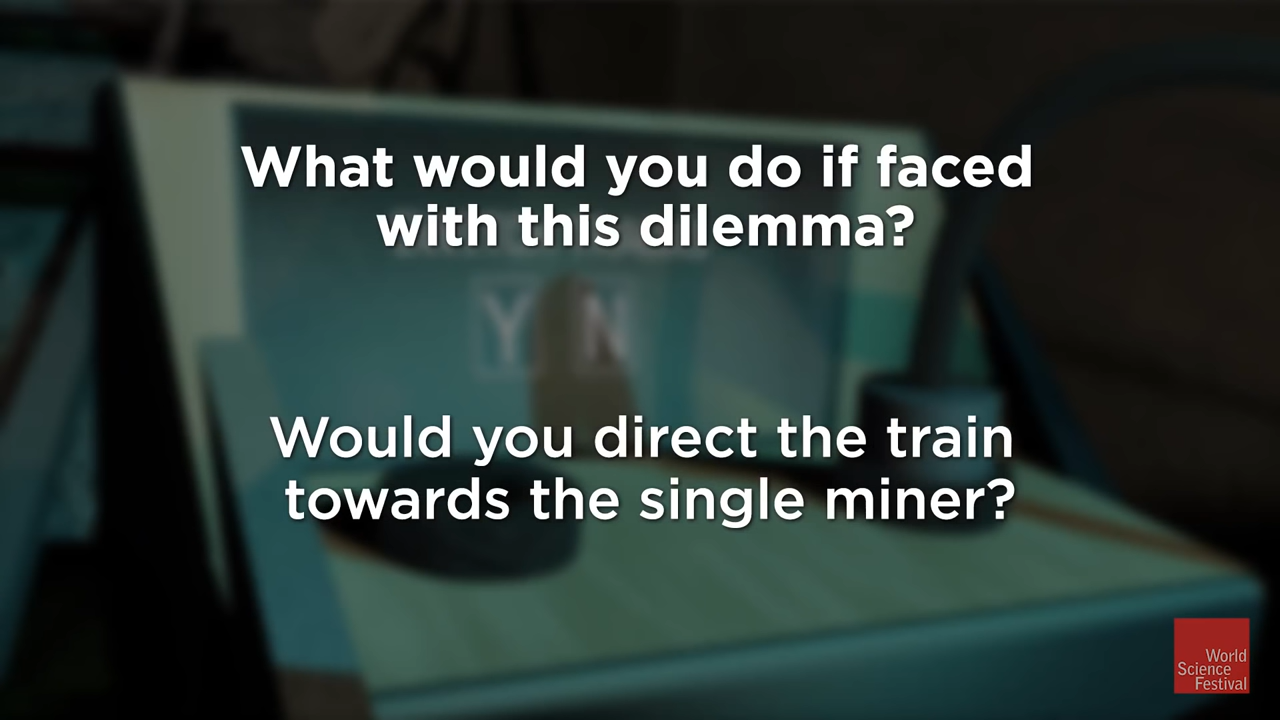 What would you do if faced
with this dilemma?
Y N
Would you direct the train
towards the single miner?
World
Science
Festival